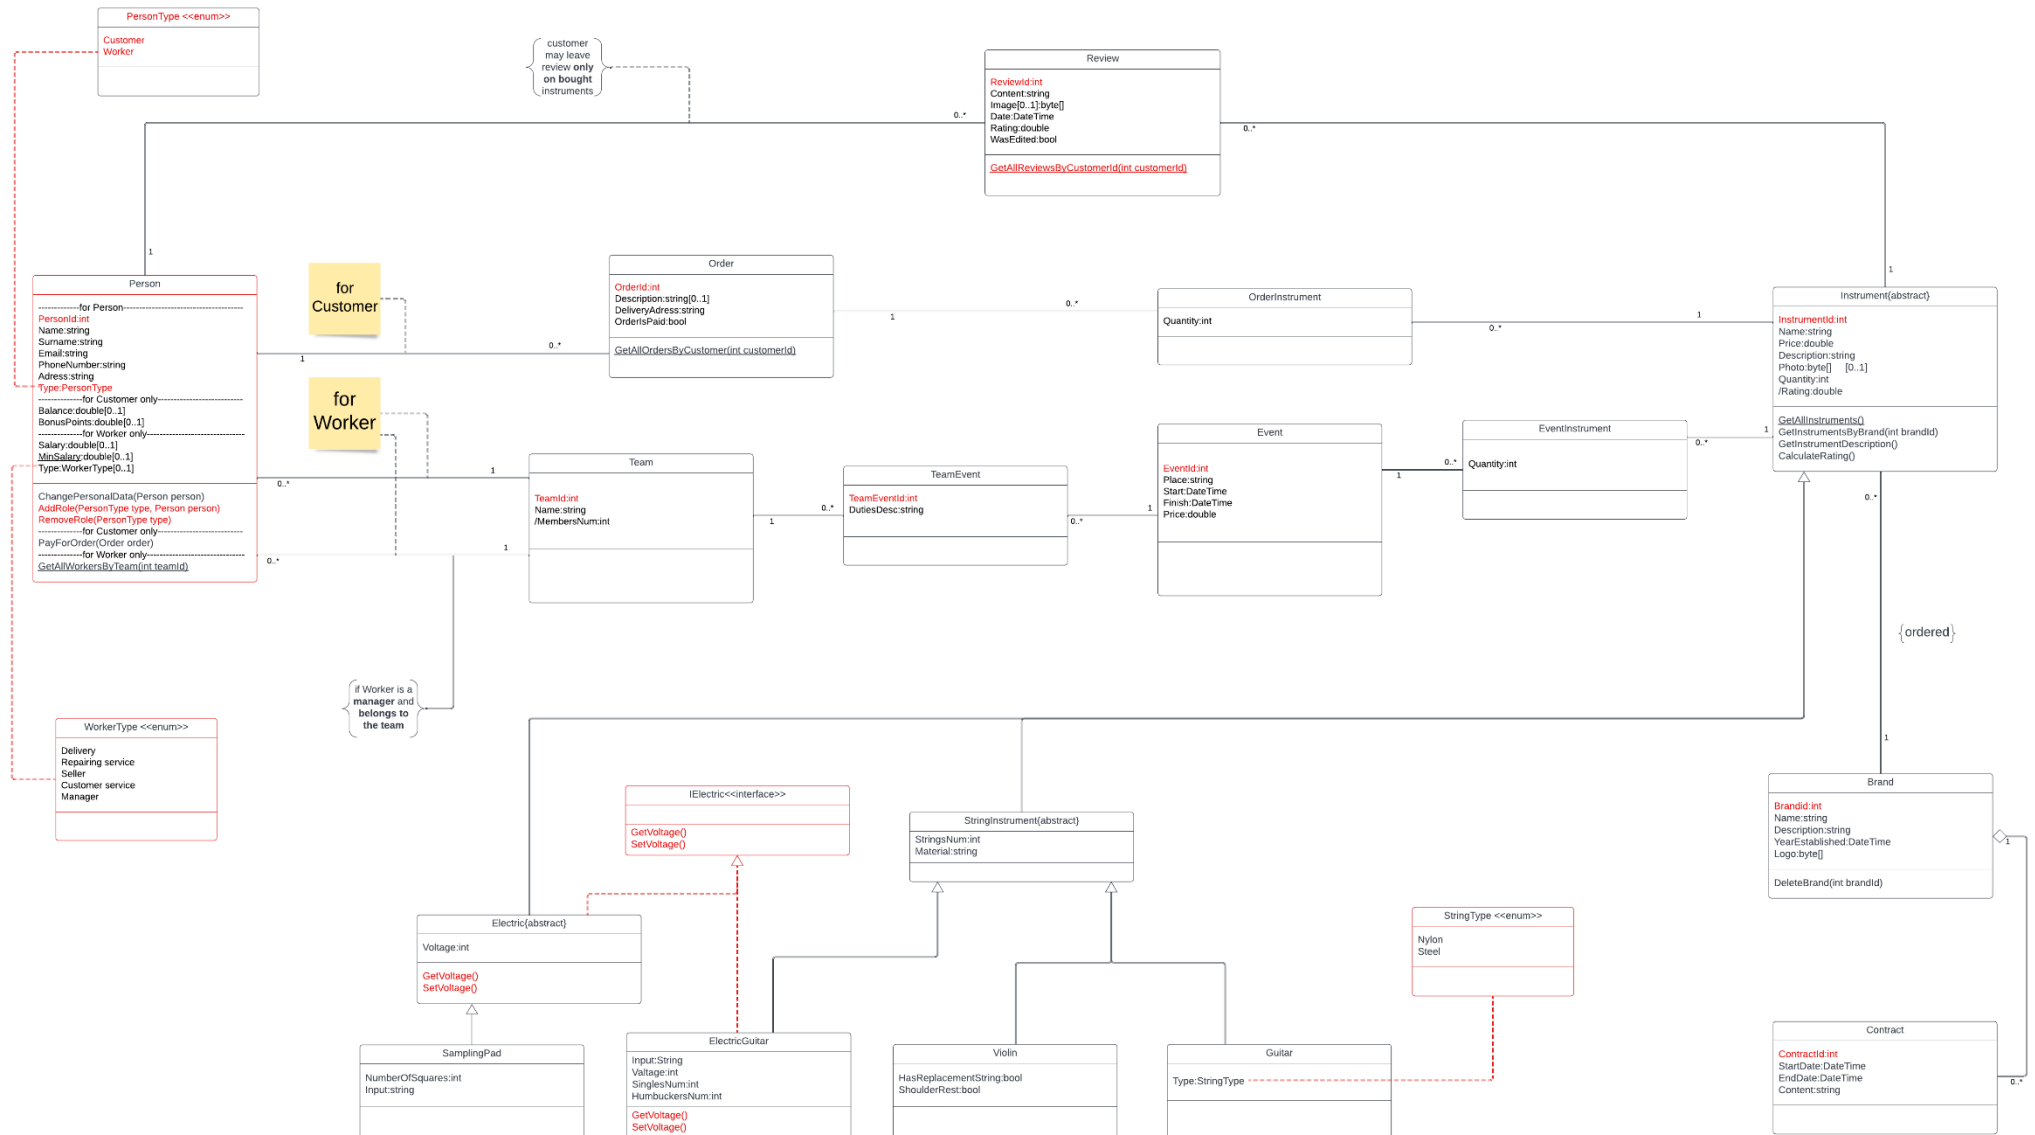 PersonType <<enum>>
Customer
Worker
customer
may leave
review only
on bought
instruments
Review
ReviewId:int
Content:string
Image[0..1]:byte[]
Date:DateTime
Rating:double
WasEdited:bool
GetAllReviewsByCustomerId(int customerId)
0..*
0..*
1
1
Person
-------------for Person--------------------------------------
PersonId:int
Name:string
Surname:string
Email:string
PhoneNumber:string
Adress:string
Type:PersonType
--------------for Customer only---------------------------
Balance:double[0..1]
BonusPoints:double[0..1]
--------------for Worker only-------------------------------
Salary:double[0..1]
MinSalary:double[0..1]
Type:WorkerType[0..1]
ChangePersonalData(Person person)
AddRole(PersonType type, Person person)
RemoveRole(PersonType type)
--------------for Customer only---------------------------
PayForOrder(Order order)
--------------for Worker only-------------------------------
GetAllWorkersByTeam(int teamId)
for
Customer
1
0..*
Order
OrderId:int
Description:string[0..1]
DeliveryAdress:string
OrderIsPaid:bool
GetAllOrdersByCustomer(int customerId)
1
0..*
OrderInstrument
Quantity:int
0..*
1
Instrument{abstract}
InstrumentId:int
Name:string
Price:double
Description:string
Photo:byte[] [0..1]
Quantity:int
/Rating:double
GetAllInstruments()
GetInstrumentsByBrand(int brandId)
GetInstrumentDescription()
CalculateRating()
for
Worker
0..*
1
0..*
1
Team
TeamId:int
Name:string
/MembersNum:int
1
0..*
TeamEvent
TeamEventId:int
DutiesDesc:string
0..*
1
Event
EventId:int
Place:string
Start:DateTime
Finish:DateTime
Price:double
1
0..*
EventInstrument
Quantity:int
0..*
1
0..*
{ordered}
1
if Worker is a
manager and
belongs to
the team
WorkerType <<enum>>
Delivery
Repairing service
Seller
Customer service
Manager
IElectric<<interface>>
GetVoltage()
SetVoltage()
StringInstrument{abstract}
StringsNum:int
Material:string
Brand
Brandid:int
Name:string
Description:string
YearEstablished:DateTime
Logo:byte[]
DeleteBrand(int brandId)
1
Electric{abstract}
Voltage:int
GetVoltage()
SetVoltage()
StringType <<enum>>
Nylon
Steel
SamplingPad
NumberOfSquares:int
Input:string
ElectricGuitar
Input:String
Valtage:int
SinglesNum:int
HumbuckersNum:int
GetVoltage()
SetVoltage()
Violin
HasReplacementString:bool
ShoulderRest:bool
Guitar
Type:StringType
Contract
ContractId:int
StartDate:DateTime
EndDate:DateTime
Content:string
0..*